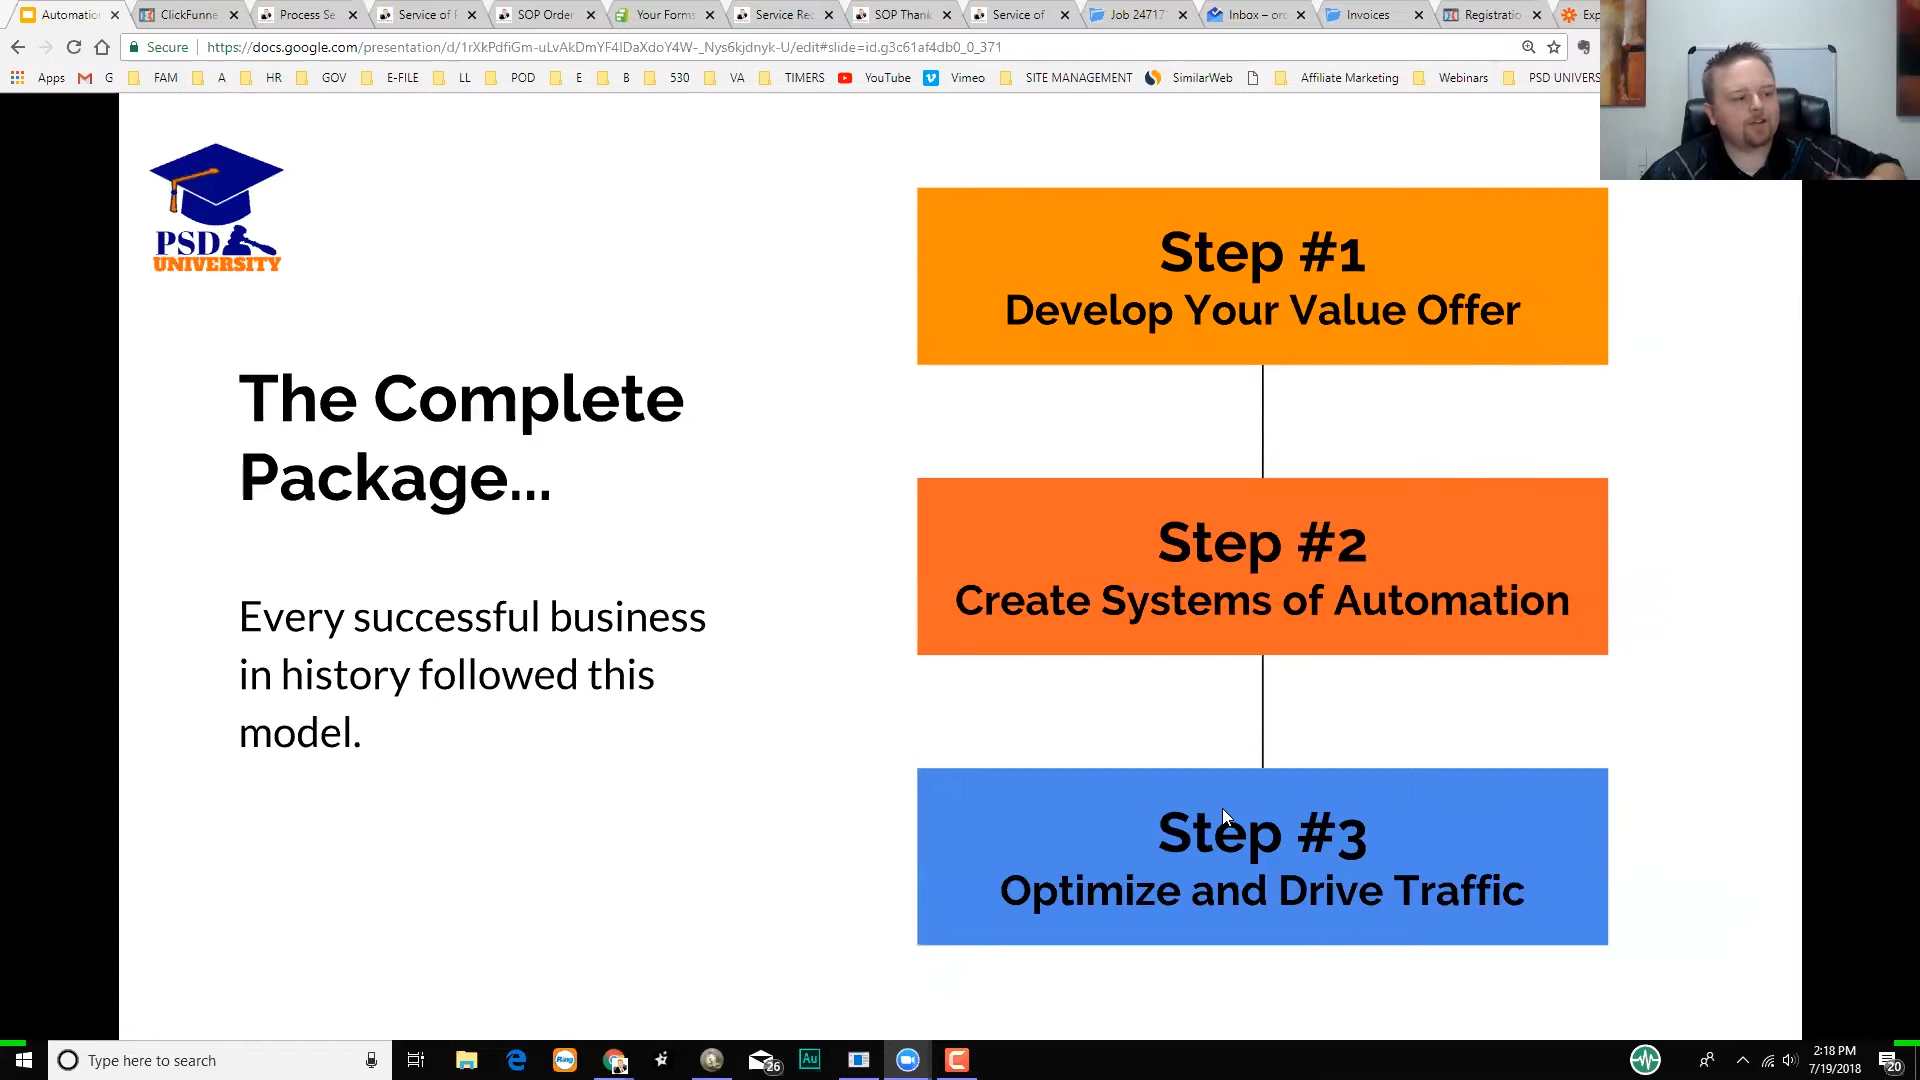 Automatio
ClickFunne
Process Se
Service of P
SOP Order
Your Forms
Service Rec
SOP Thank
Service of
Job 24717
Inbox – orc
Invoices
Registratio
Exp
Secure
https://docs.google.com/presentation/d/1rXkPdfiGm-uLvAkDmYF4IDaXdoY4W-_Nys6kjdnyk-U/edit#slide=id.g3c61af4db0_0_371
Apps
G
FAM
A
HR
GOV
E-FILE
LL
POD
E
B
530
VA
TIMERS
YouTube
Vimeo
SITE MANAGEMENT
SimilarWeb
Affiliate Marketing
Webinars
PSD UNIVERS
PSD
UNIVERSITY
The Complete
Package...
Every successful business
in history followed this
model.
Step #1
Develop Your Value Offer
Step #2
Create Systems of Automation
Step #3
Optimize and Drive Traffic
Type here to search
Ring
26
Au
2:18 PM
7/19/2018
20